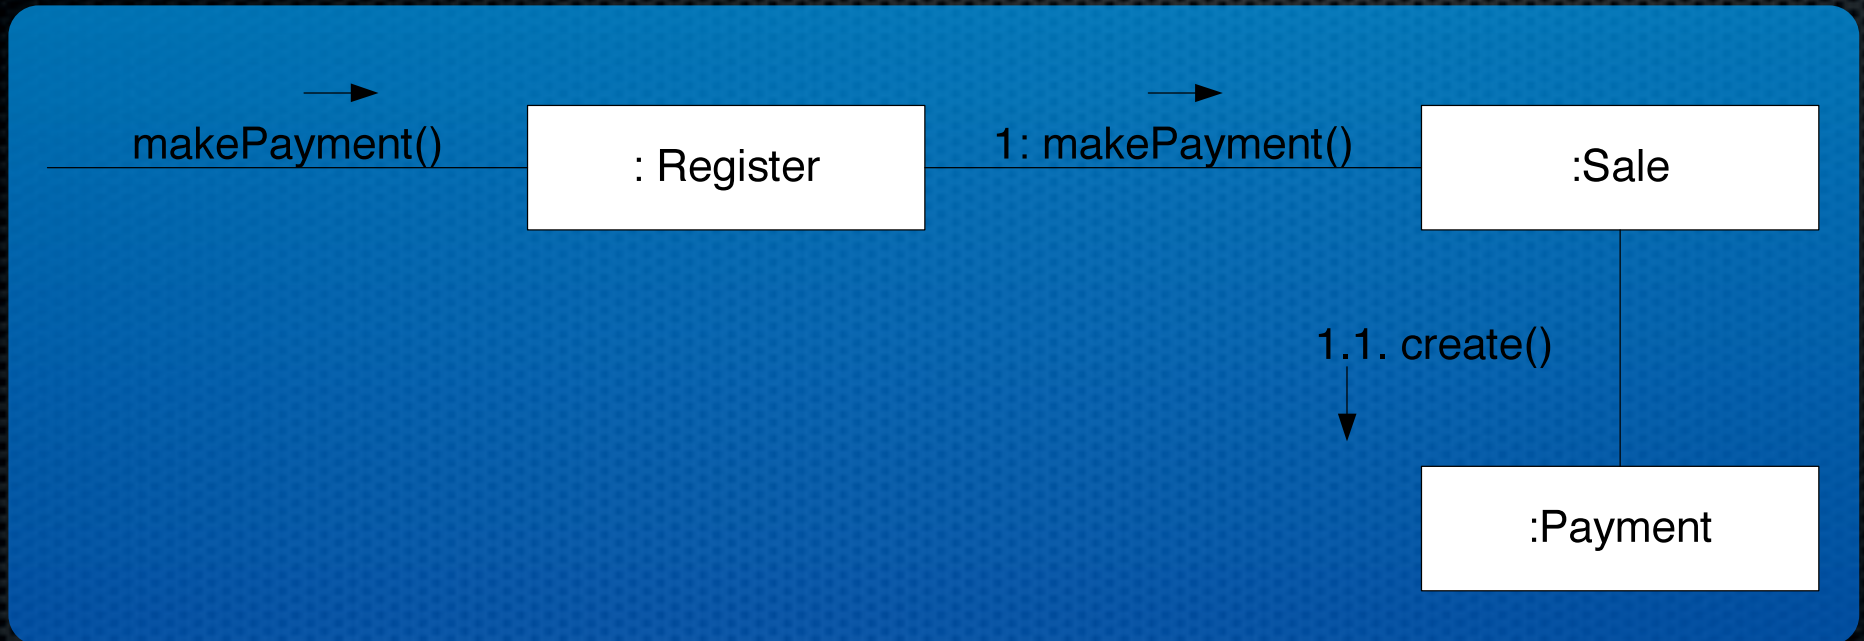 makePayment()
: Register
1: makePayment()
:Sale
1.1. create()
:Payment